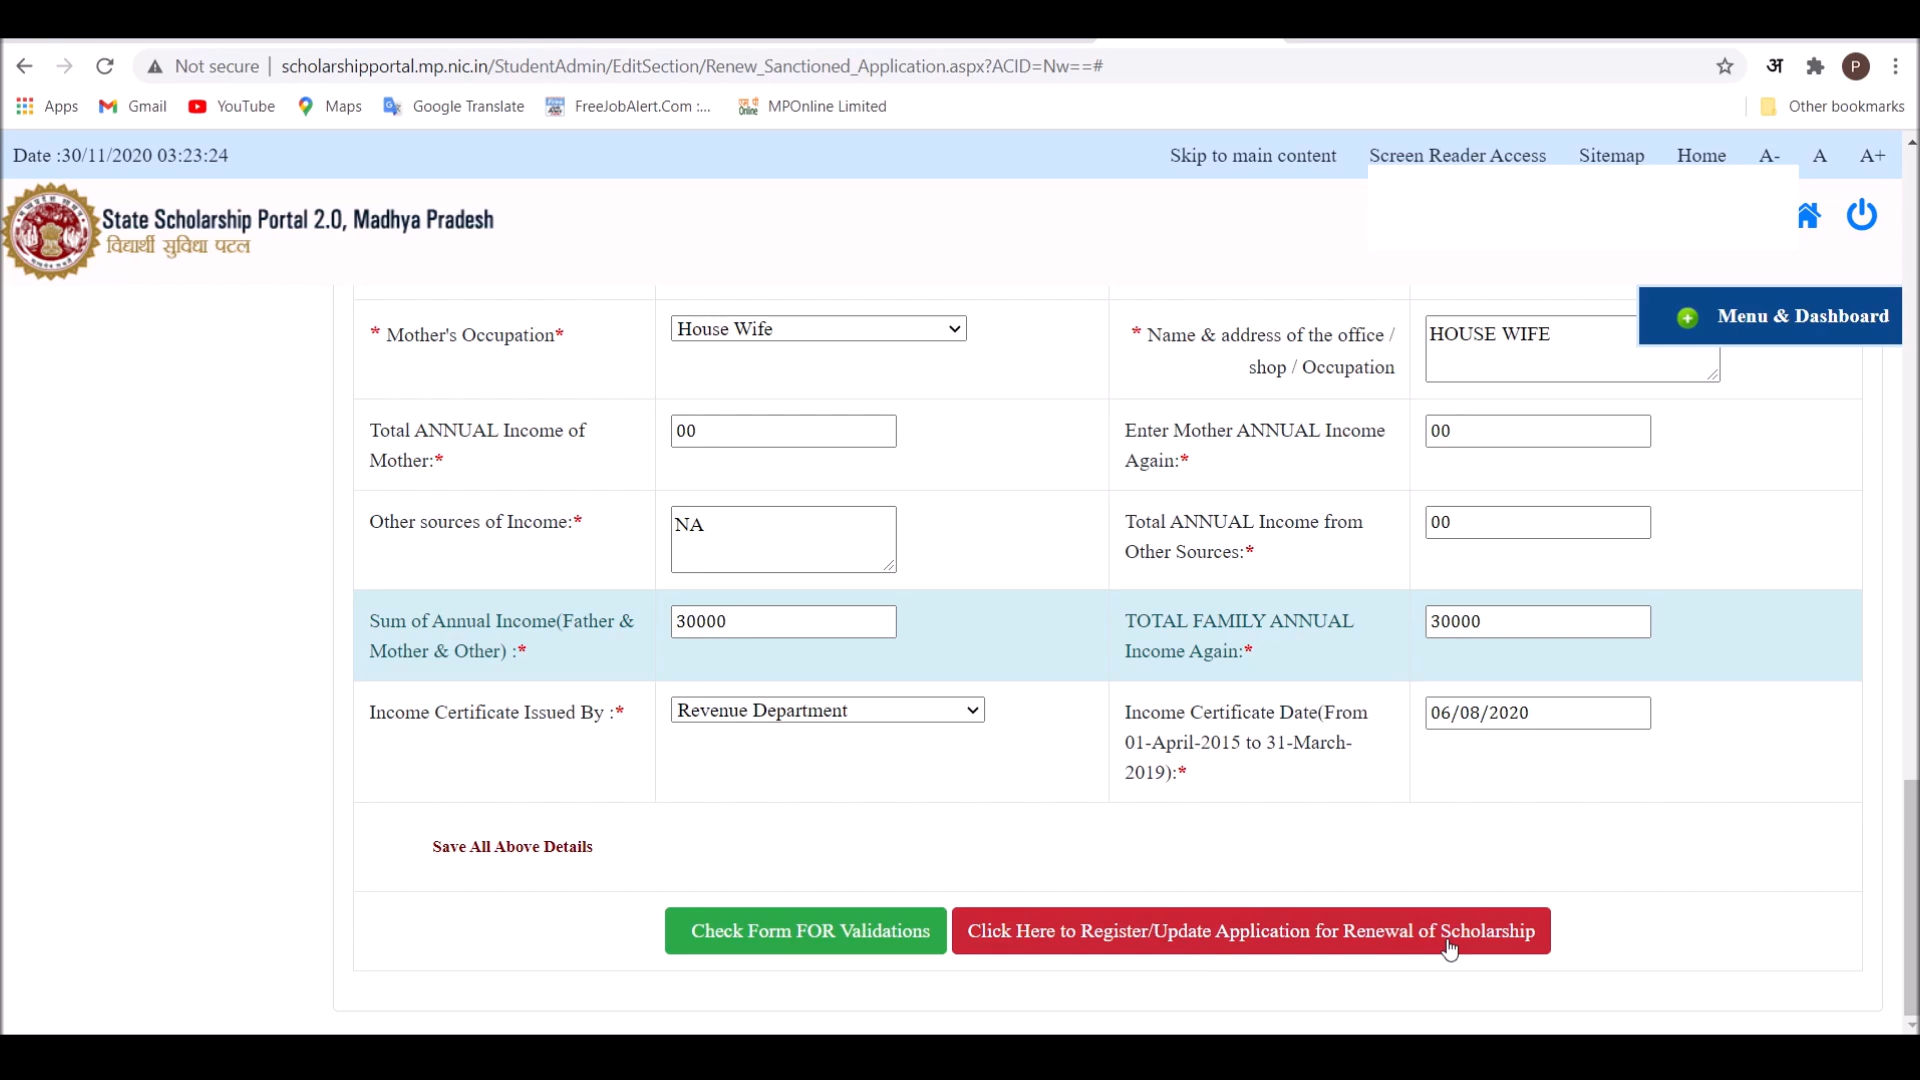 Not secure | scholarshipportal.mp.nic.in/StudentAdmin/EditSection/Renew_Sanctioned_Application.aspx?ACID=Nw==# अ P
Apps Gmail YouTube Maps Google Translate FreeJobAlert.Com :... MPOnline Limited Other bookmarks
Date :30/11/2020 03:23:24 Skip to main content Screen Reader Access Sitemap Home A- A A+
State Scholarship Portal 2.0, Madhya Pradesh
विद्यार्थी सुविधा पटल
Menu & Dashboard
* Mother's Occupation* House Wife * Name & address of the office / HOUSE WIFE
shop / Occupation
Total ANNUAL Income of 00 Enter Mother ANNUAL Income 00
Mother:* Again:*
Other sources of Income:* NA Total ANNUAL Income from 00
Other Sources:*
Sum of Annual Income(Father & 30000 TOTAL FAMILY ANNUAL 30000
Mother & Other) :* Income Again:*
Income Certificate Issued By :* Revenue Department Income Certificate Date(From 06/08/2020
01-April-2015 to 31-March-
2019):*
Save All Above Details
Check Form FOR Validations Click Here to Register/Update Application for Renewal of Scholarship